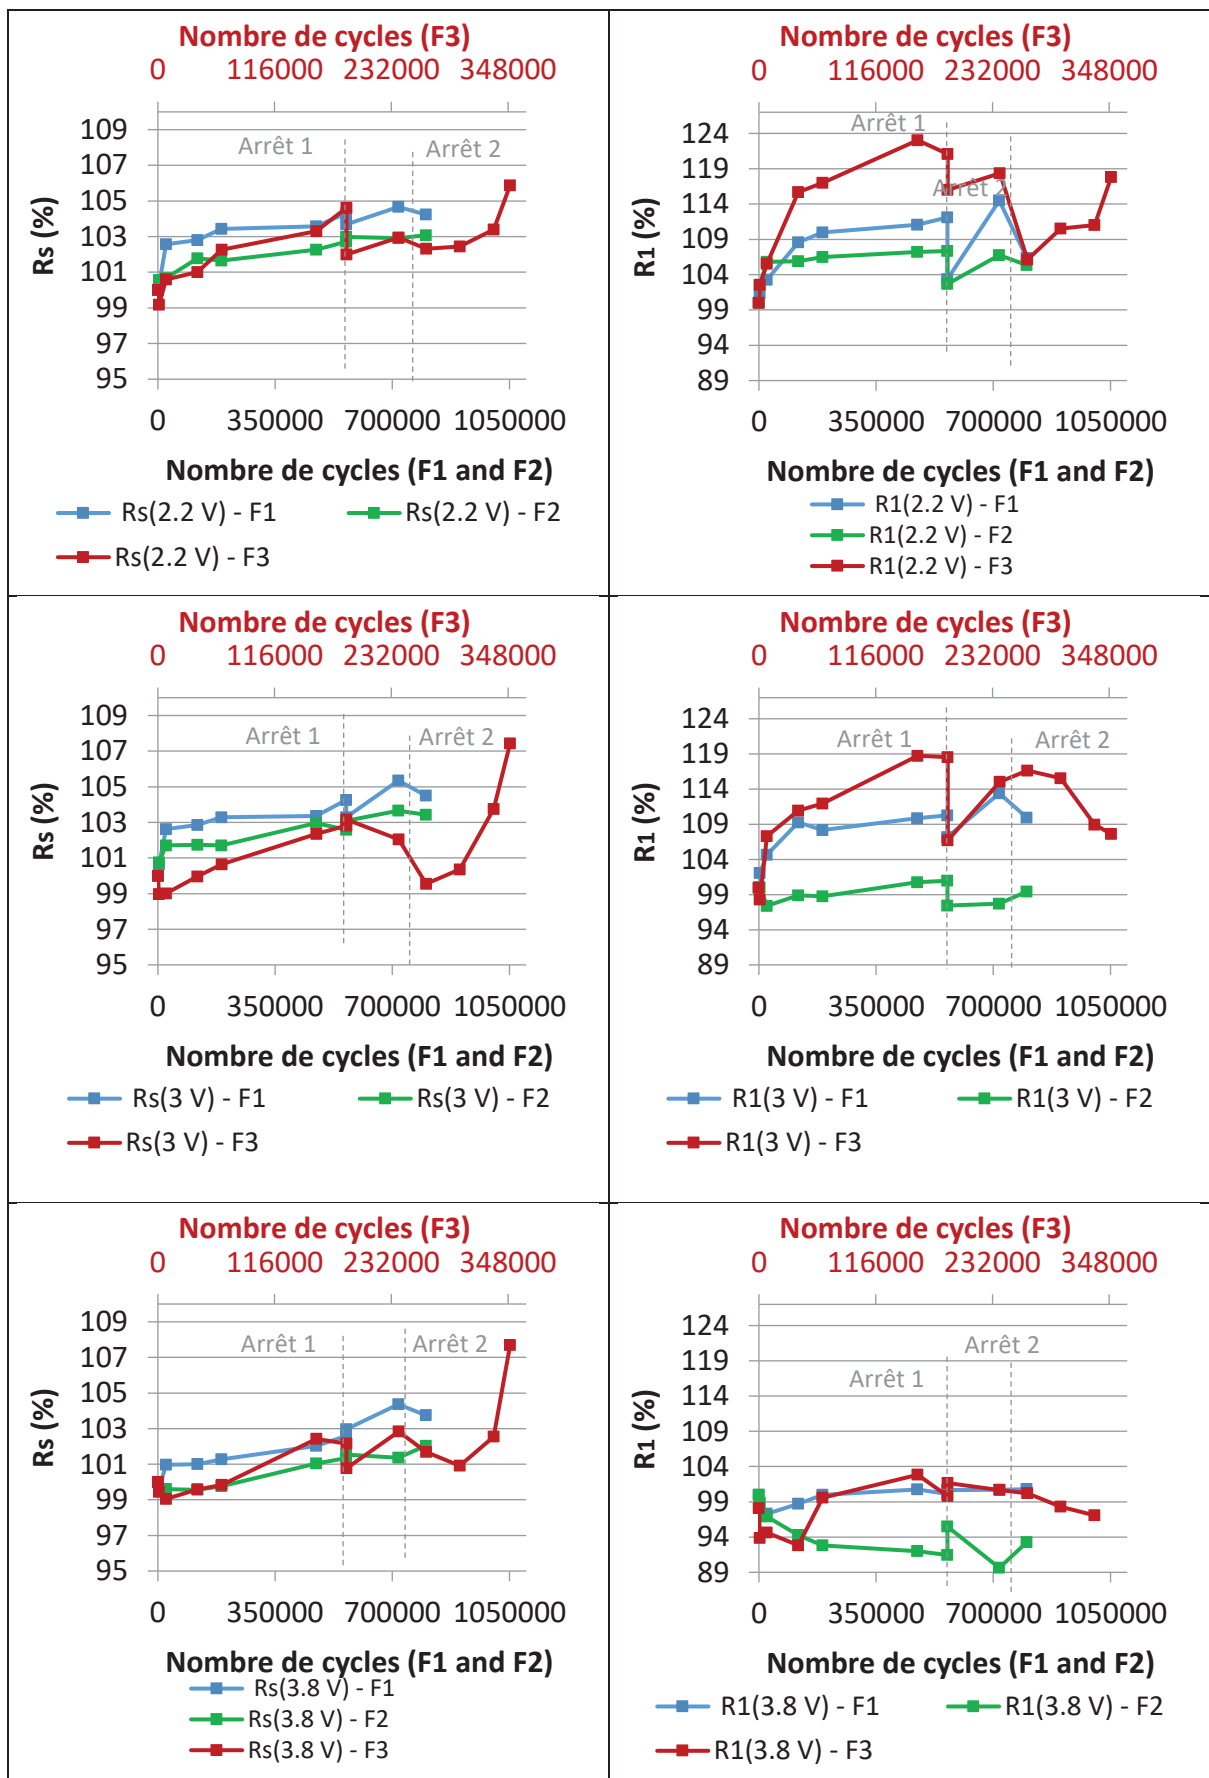 Nombre de cycles (F3)
0 116000 232000 348000
109
107
105
103
101
99
97
95
Rs (%)
Arrêt 1
Arrêt 2
0 350000 700000 1050000
Nombre de cycles (F1 and F2)
Rs(2.2 V) - F1 Rs(2.2 V) - F2
Rs(2.2 V) - F3
Nombre de cycles (F3)
0 116000 232000 348000
124
119
114
109
104
99
94
89
R1 (%)
Arrêt 1
Arrêt 2
0 350000 700000 1050000
Nombre de cycles (F1 and F2)
R1(2.2 V) - F1
R1(2.2 V) - F2
R1(2.2 V) - F3
Nombre de cycles (F3)
0 116000 232000 348000
109
107
105
103
101
99
97
95
Rs (%)
Arrêt 1
Arrêt 2
0 350000 700000 1050000
Nombre de cycles (F1 and F2)
Rs(3 V) - F1 Rs(3 V) - F2
Rs(3 V) - F3
Nombre de cycles (F3)
0 116000 232000 348000
124
119
114
109
104
99
94
89
R1 (%)
Arrêt 1
Arrêt 2
0 350000 700000 1050000
Nombre de cycles (F1 and F2)
R1(3 V) - F1 R1(3 V) - F2
R1(3 V) - F3
Nombre de cycles (F3)
0 116000 232000 348000
109
107
105
103
101
99
97
95
Rs (%)
Arrêt 1
Arrêt 2
0 350000 700000 1050000
Nombre de cycles (F1 and F2)
Rs(3.8 V) - F1
Rs(3.8 V) - F2
Rs(3.8 V) - F3
Nombre de cycles (F3)
0 116000 232000 348000
124
119
114
109
104
99
94
89
R1 (%)
Arrêt 1
Arrêt 2
0 350000 700000 1050000
Nombre de cycles (F1 and F2)
R1(3.8 V) - F1 R1(3.8 V) - F2
R1(3.8 V) - F3